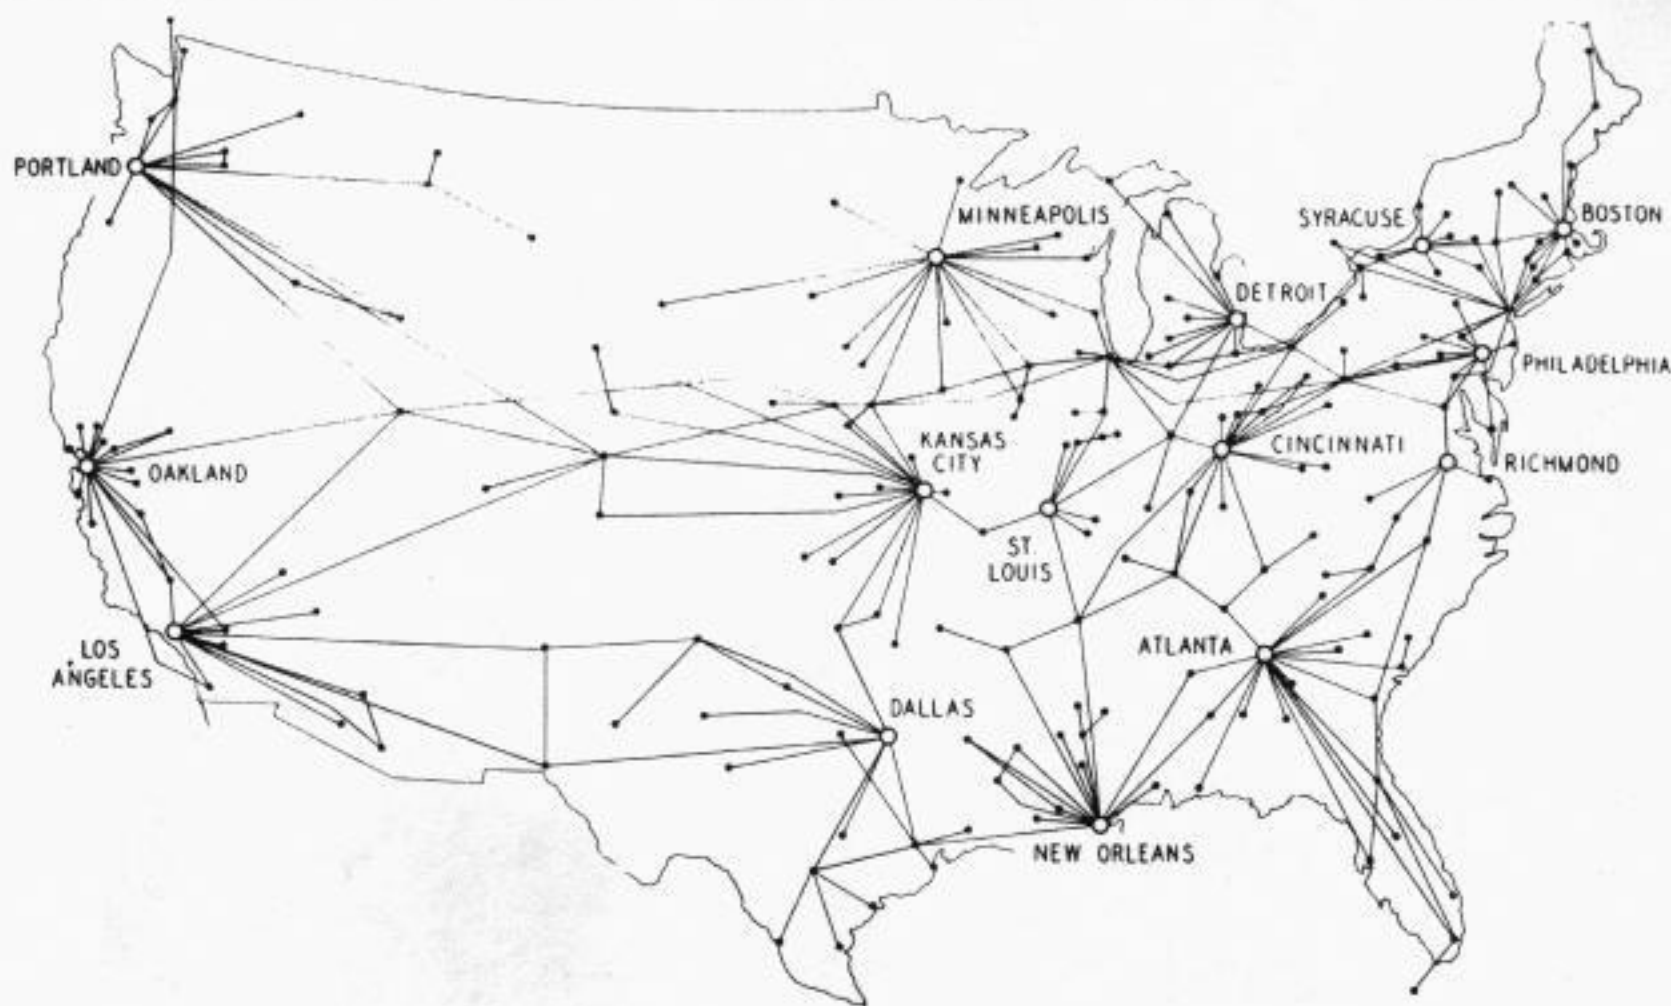 PORTLAND
MINNEAPOLIS
SYRACUSE
BOSTON
DETROIT
PHILADELPHIA
OAKLAND
KANSAS
CITY
CINCINNATI
RICHMOND
ST.
LOUIS
LOS
ANGELES
ATLANTA
DALLAS
NEW ORLEANS